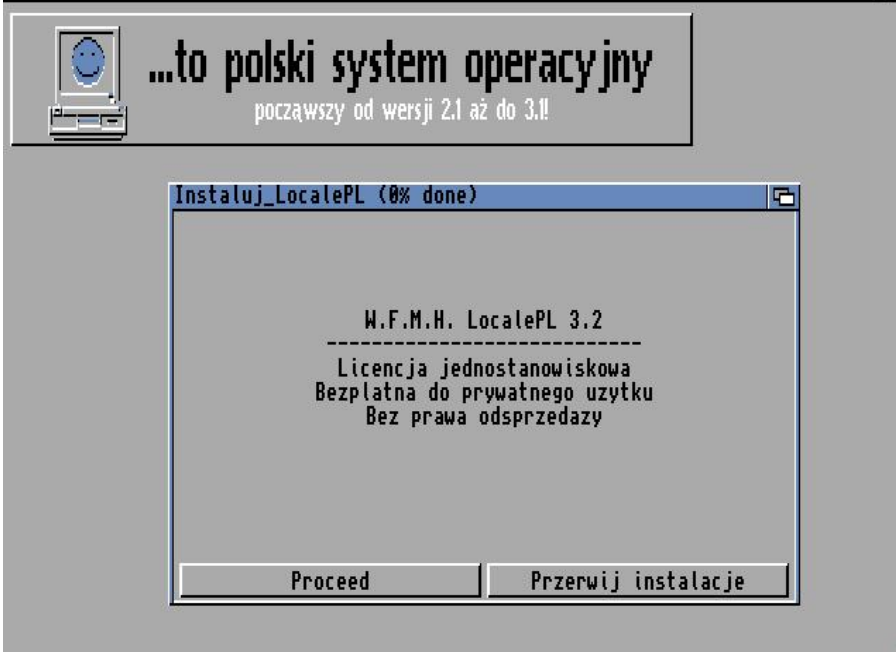 ...to polski system operacyjny
począwszy od wersji 2.1 aż do 3.1!
Instaluj_LocalePL (0% done)
W.F.M.H. LocalePL 3.2
----------------------------
Licencja jednostanowiskowa
Bezplatna do prywatnego uzytku
Bez prawa odsprzedazy
Proceed
Przerwij instalacje